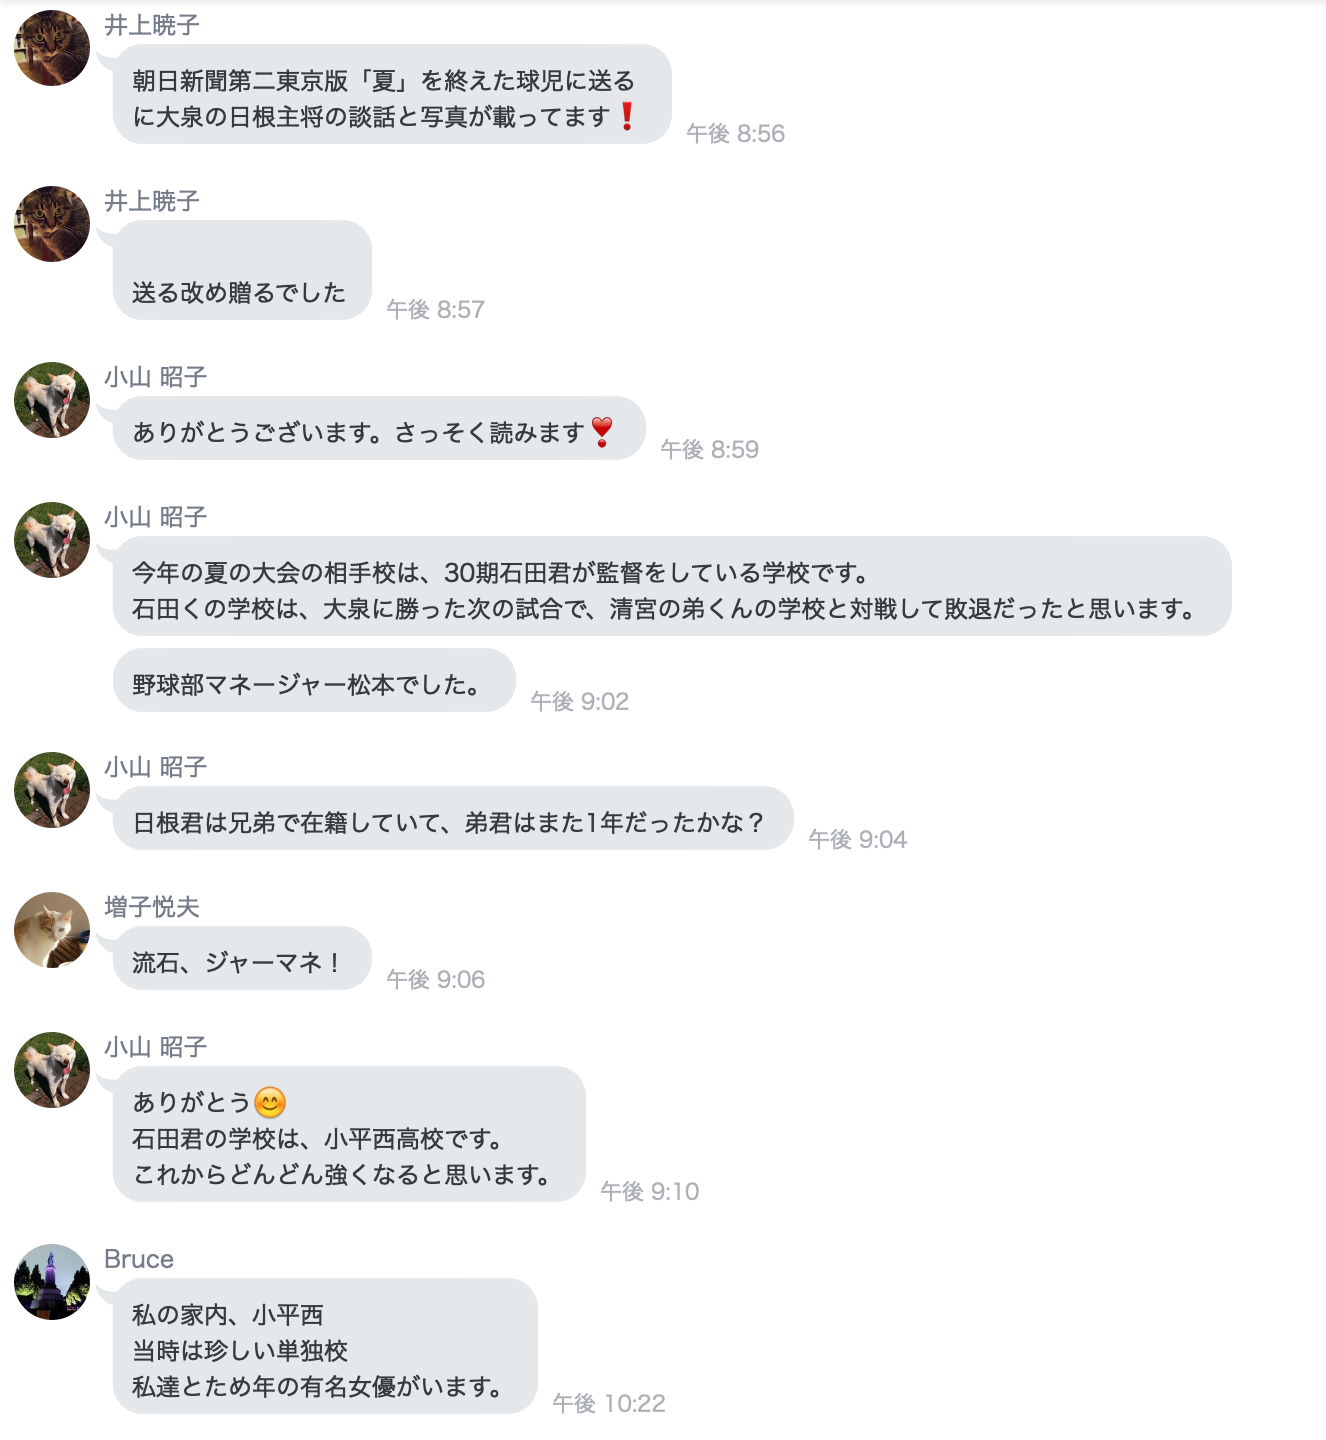 井上暁子
朝日新聞第二東京版「夏」を終えた球児に送る
に大泉の日根主将の談話と写真が載ってます❗
午後 8:56
井上暁子
送る改め贈るでした
午後 8:57
小山 昭子
ありがとうございます。さっそく読みます❣
午後 8:59
小山 昭子
今年の夏の大会の相手校は、30期石田君が監督をしている学校です。
石田くの学校は、大泉に勝った次の試合で、清宮の弟くんの学校と対戦して敗退だったと思います。
野球部マネージャー松本でした。
午後 9:02
小山 昭子
日根君は兄弟で在籍していて、弟君はまた1年だったかな？
午後 9:04
増子悦夫
流石、ジャーマネ！
午後 9:06
小山 昭子
ありがとう😊
石田君の学校は、小平西高校です。
これからどんどん強くなると思います。
午後 9:10
Bruce
私の家内、小平西
当時は珍しい単独校
私達とため年の有名女優がいます。
午後 10:22